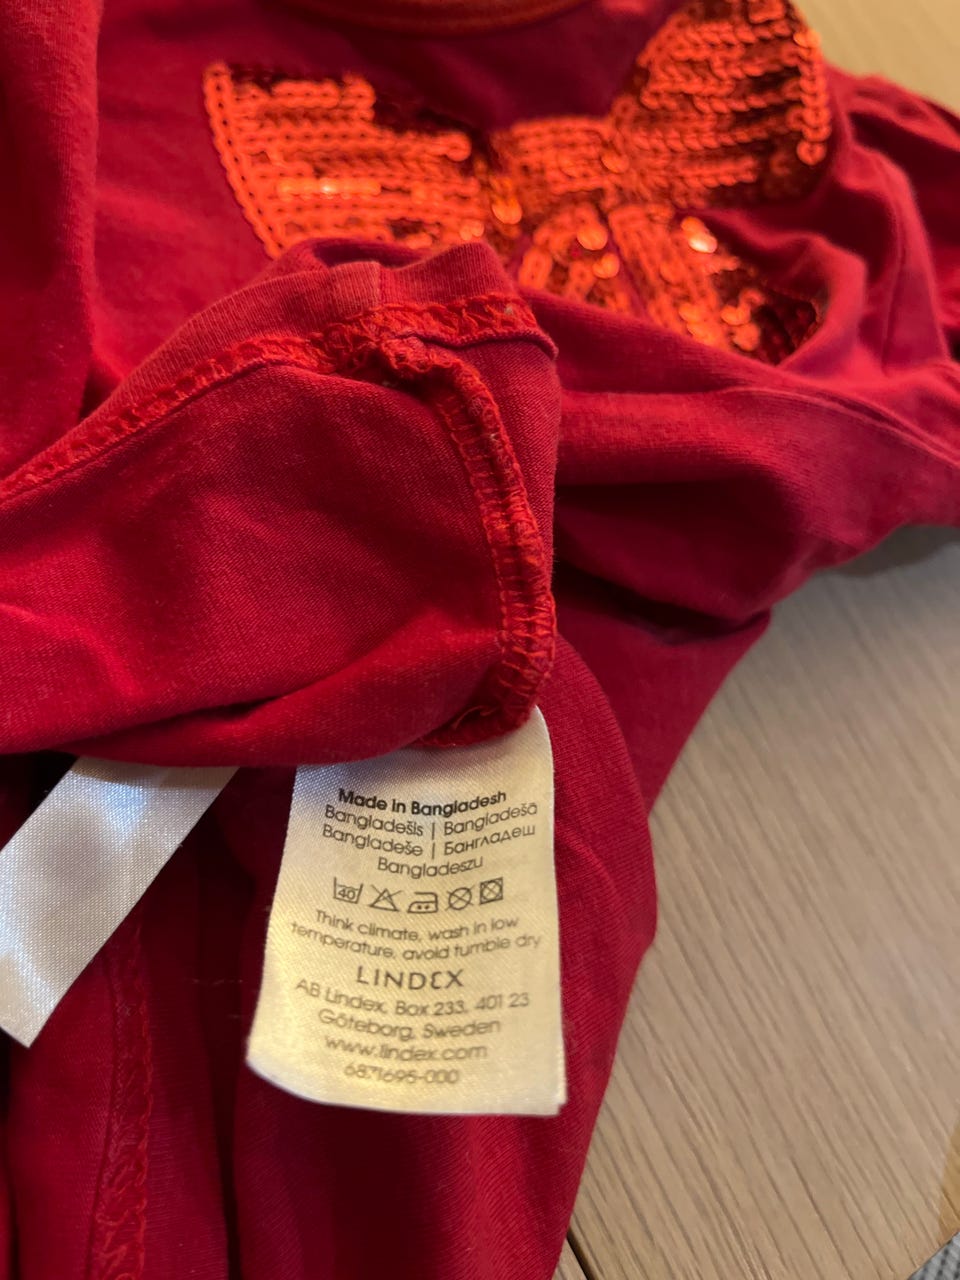 Made in Bangladesh
Bangladešis | Bangladešā
Bangladeše | Бангладеш
Bangladeszu
40
Think climate, wash in low
temperature, avoid tumble dry
LINDEX
AB Lindex, Box 233, 401 23
Göteborg, Sweden
www.lindex.com
6871695-000